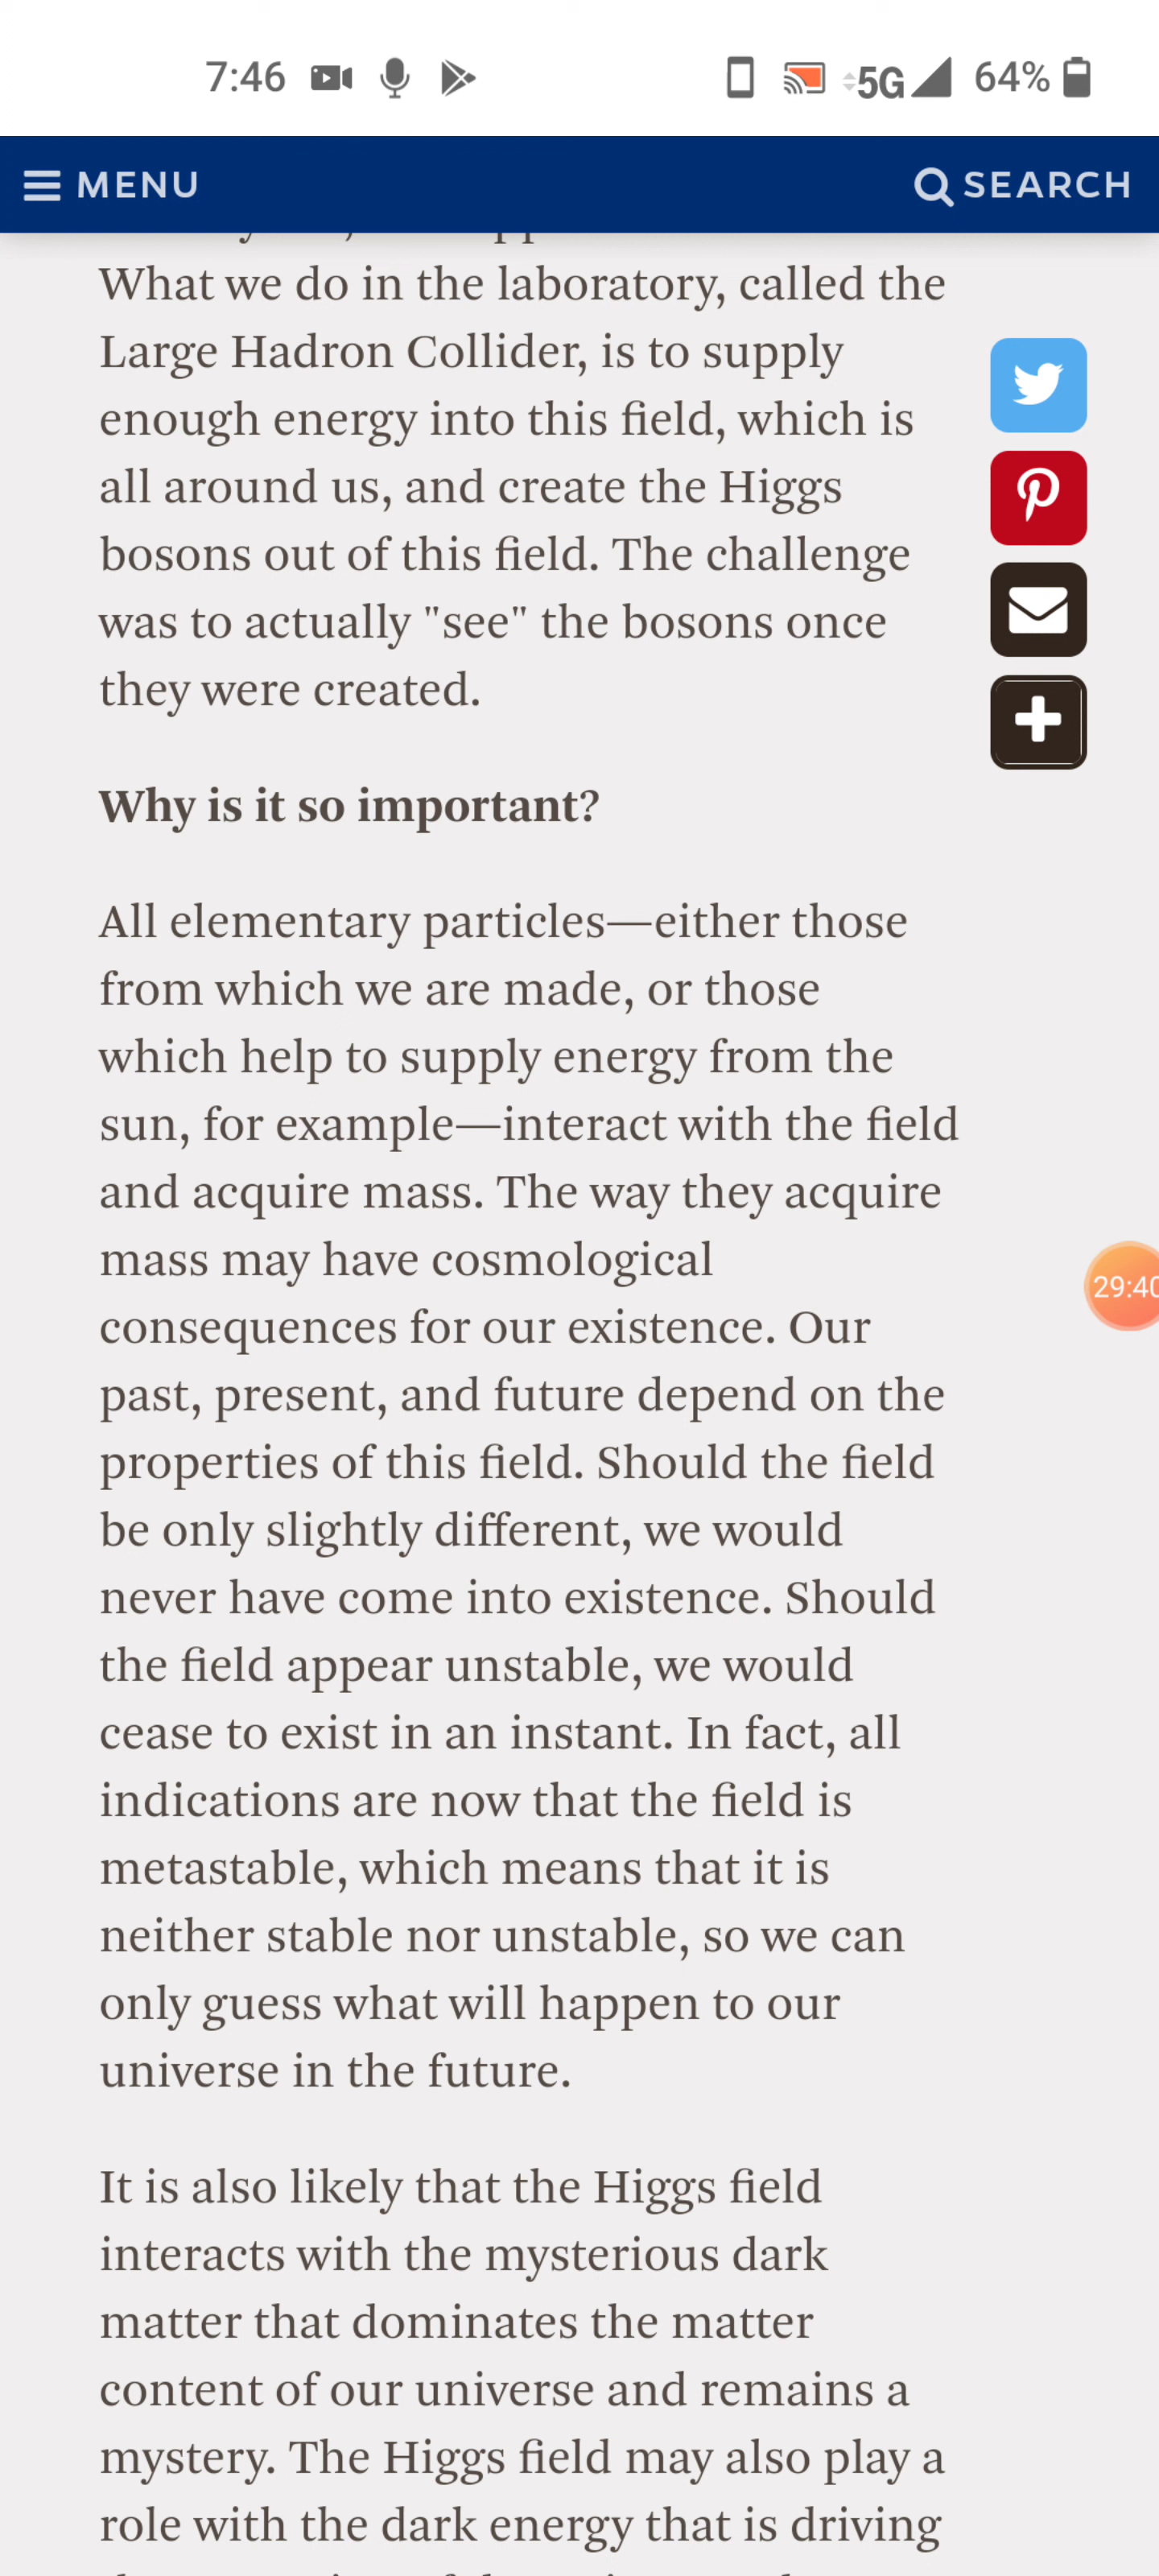 7:46
5G
64%
MENU
SEARCH
What we do in the laboratory, called the
Large Hadron Collider, is to supply
enough energy into this field, which is
all around us, and create the Higgs
bosons out of this field. The challenge
was to actually "see" the bosons once
they were created.
Why is it so important?
All elementary particles—either those
from which we are made, or those
which help to supply energy from the
sun, for example—interact with the field
and acquire mass. The way they acquire
mass may have cosmological
consequences for our existence. Our
past, present, and future depend on the
properties of this field. Should the field
be only slightly different, we would
never have come into existence. Should
the field appear unstable, we would
cease to exist in an instant. In fact, all
indications are now that the field is
metastable, which means that it is
neither stable nor unstable, so we can
only guess what will happen to our
universe in the future.
It is also likely that the Higgs field
interacts with the mysterious dark
matter that dominates the matter
content of our universe and remains a
mystery. The Higgs field may also play a
role with the dark energy that is driving
29:40